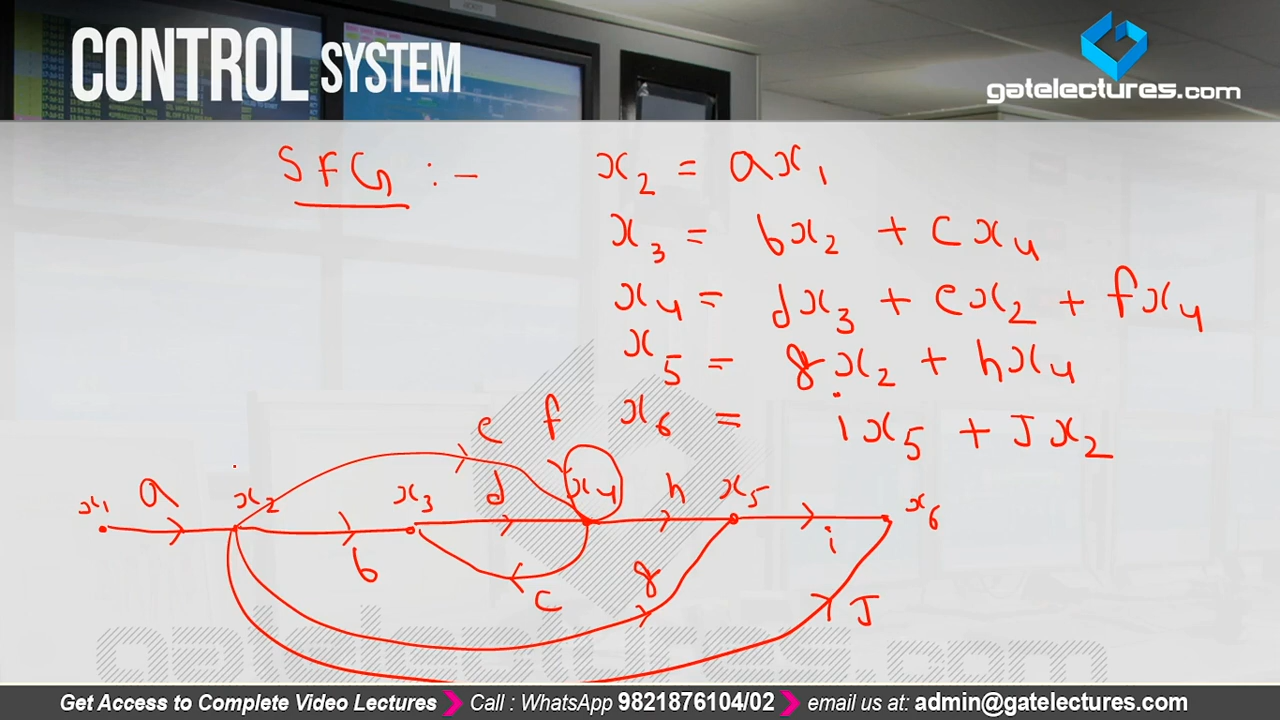 CONTROL SYSTEM
gatelectures.com
SFG :-
x₂ = ax₁
x₃ = bx₂ + cx₄
x₄ = dx₃ + ex₂ + fx₄
x₅ = gx₂ + hx₄
x₆ = ix₅ + Jx₂
e f
x₁ a x₂ x₃ d x₄ h x₅ x₆
b i
c g J
gatelectures.com
Get Access to Complete Video Lectures Call : WhatsApp 9821876104/02 email us at: admin@gatelectures.com